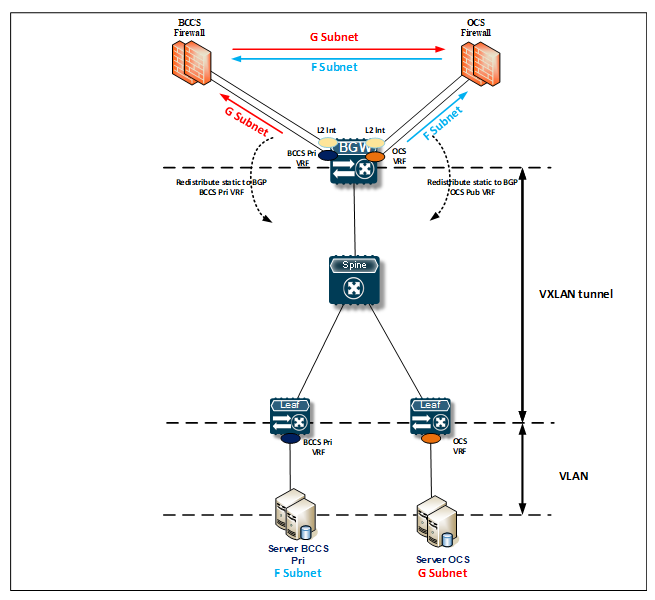 BCCS
Firewall
OCS
Firewall
G Subnet
F Subnet
G Subnet
F Subnet
L2 Int
L2 Int
BGW
BCCS Pri
VRF
OCS
VRF
Redistribute static to BGP
BCCS Pri VRF
Redistribute static to BGP
OCS Pub VRF
Spine
VXLAN tunnel
Leaf
Leaf
BCCS Pri
VRF
OCS
VRF
VLAN
Server BCCS
Pri
F Subnet
Server OCS
G Subnet